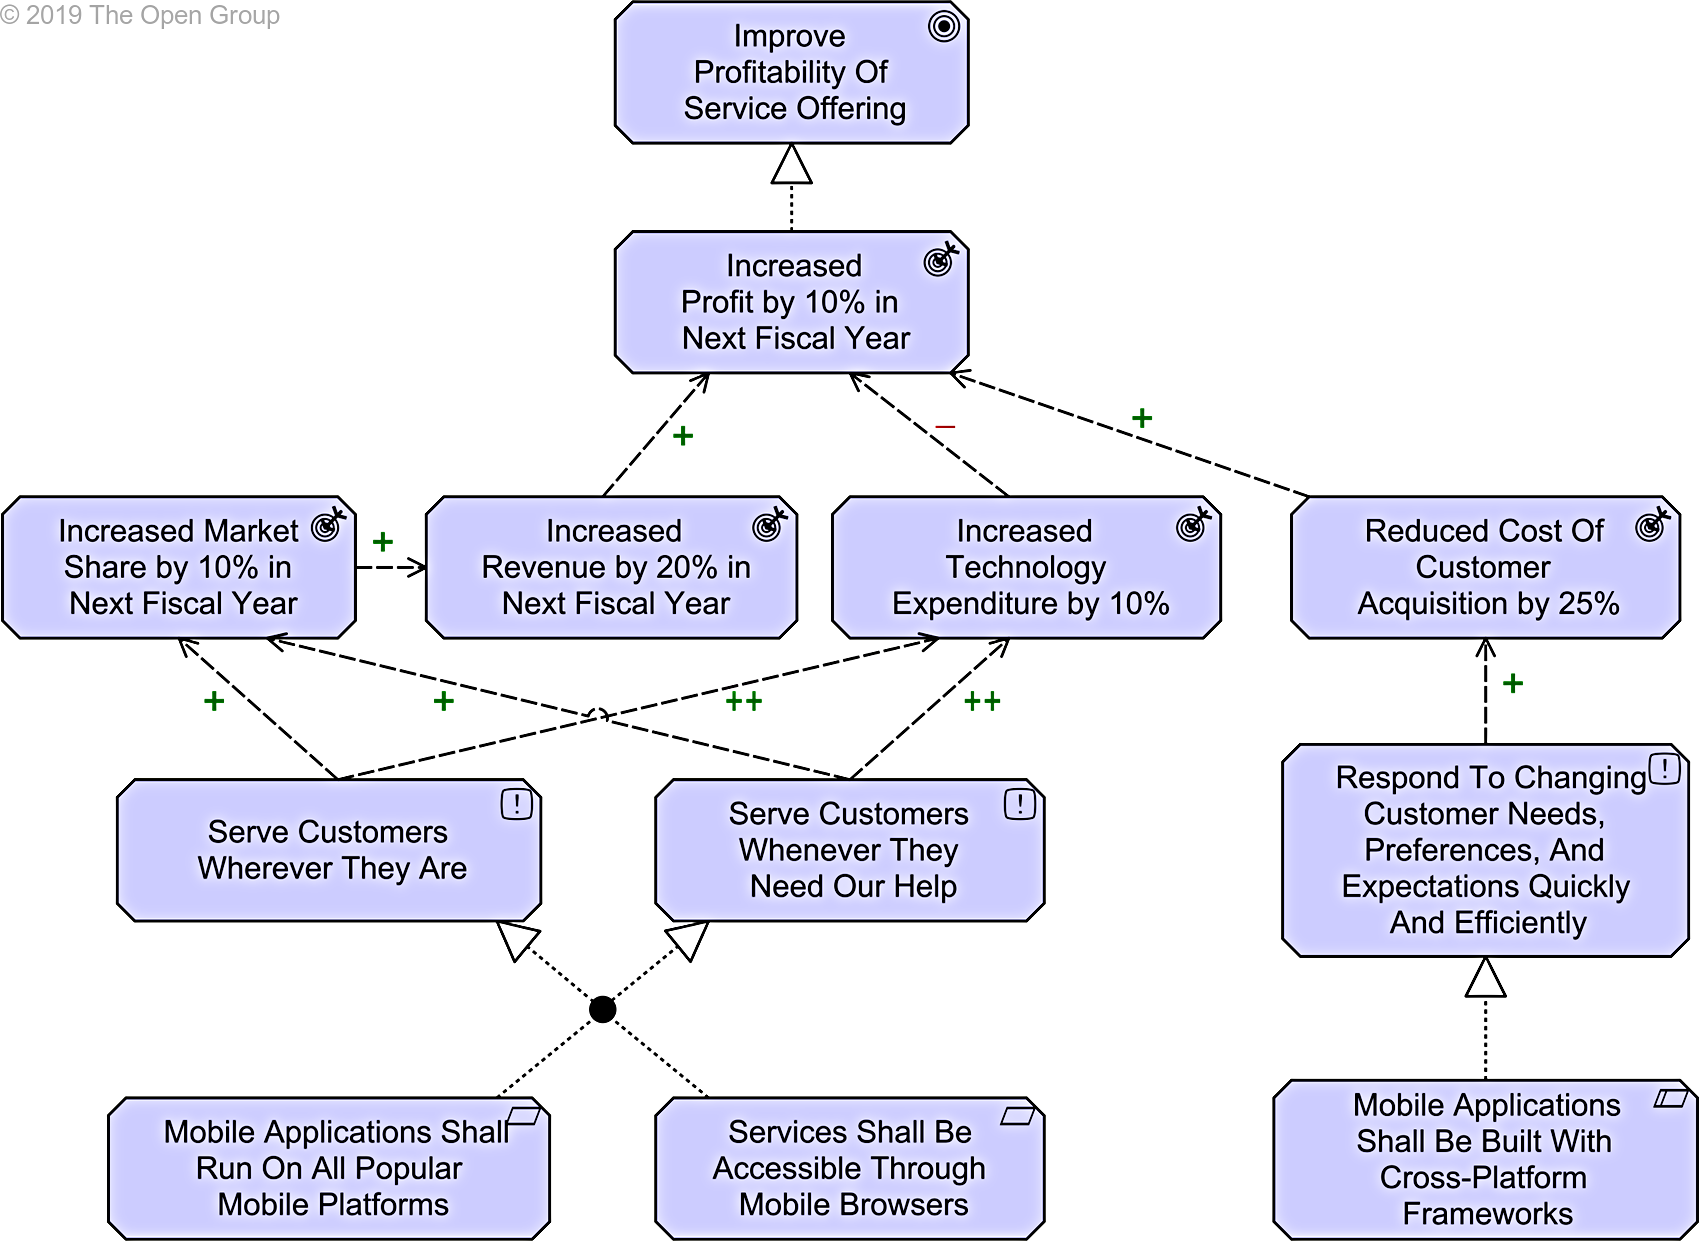 © 2019 The Open Group
Improve
Profitability Of
Service Offering
Increased
Profit by 10% in
Next Fiscal Year
+
–
+
Increased Market
Share by 10% in
Next Fiscal Year
+
Increased
Revenue by 20% in
Next Fiscal Year
Increased
Technology
Expenditure by 10%
Reduced Cost Of
Customer
Acquisition by 25%
+
+
++
++
+
Serve Customers
Wherever They Are
!
Serve Customers
Whenever They
Need Our Help
!
Respond To Changing
Customer Needs,
Preferences, And
Expectations Quickly
And Efficiently
!
Mobile Applications Shall
Run On All Popular
Mobile Platforms
Services Shall Be
Accessible Through
Mobile Browsers
Mobile Applications
Shall Be Built With
Cross-Platform
Frameworks